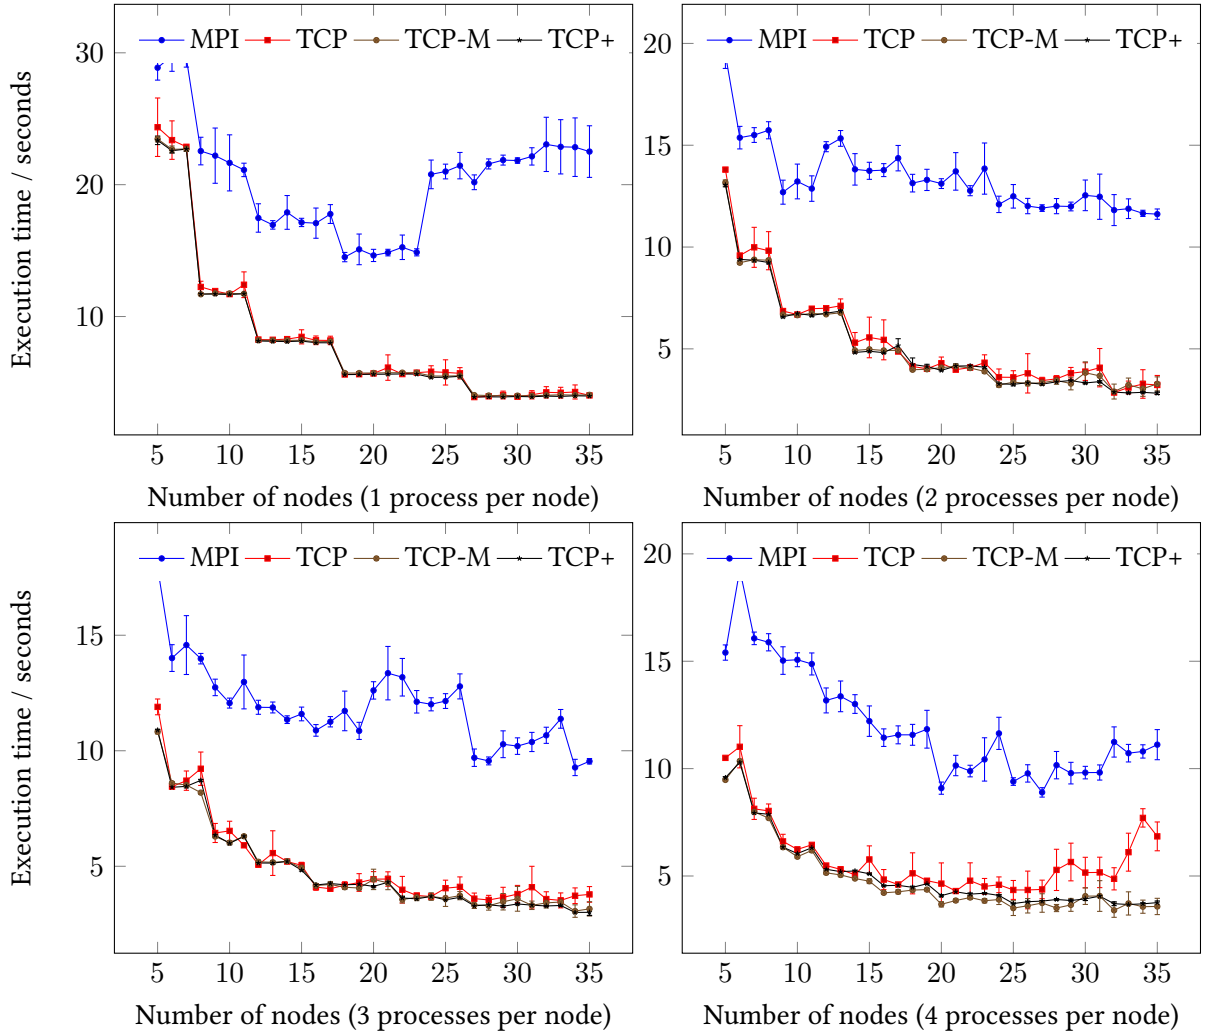 MPI TCP TCP-M TCP+
30
20
10
5 10 15 20 25 30 35
Execution time / seconds
Number of nodes (1 process per node)
MPI TCP TCP-M TCP+
20
15
10
5
5 10 15 20 25 30 35
Number of nodes (2 processes per node)
MPI TCP TCP-M TCP+
15
10
5
5 10 15 20 25 30 35
Execution time / seconds
Number of nodes (3 processes per node)
MPI TCP TCP-M TCP+
20
15
10
5
5 10 15 20 25 30 35
Number of nodes (4 processes per node)